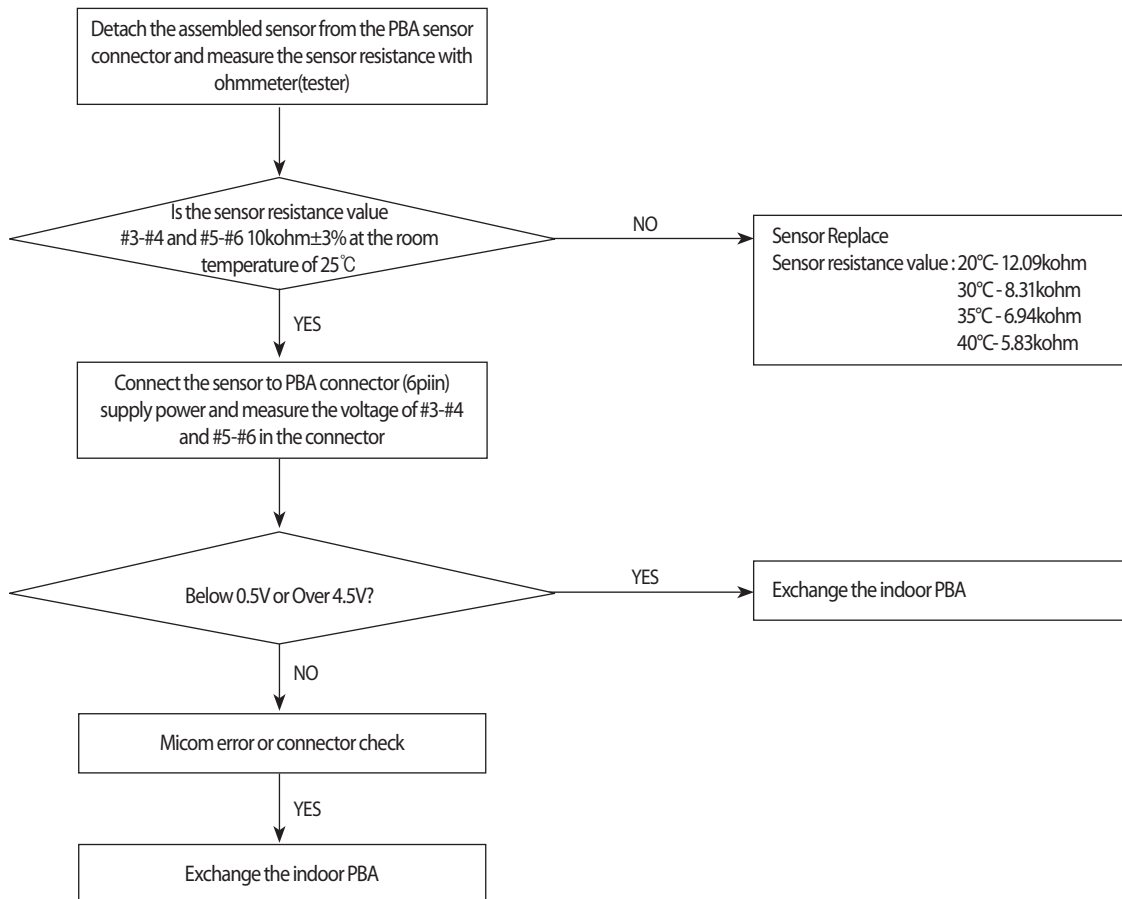 Detach the assembled sensor from the PBA sensor
connector and measure the sensor resistance with
ohmmeter(tester)
Is the sensor resistance value
#3-#4 and #5-#6 10kohm±3% at the room
temperature of 25℃
NO
Sensor Replace
Sensor resistance value : 20°C- 12.09kohm
30°C - 8.31kohm
35°C - 6.94kohm
40°C- 5.83kohm
YES
Connect the sensor to PBA connector (6piin)
supply power and measure the voltage of #3-#4
and #5-#6 in the connector
Below 0.5V or Over 4.5V?
YES
Exchange the indoor PBA
NO
Micom error or connector check
YES
Exchange the indoor PBA